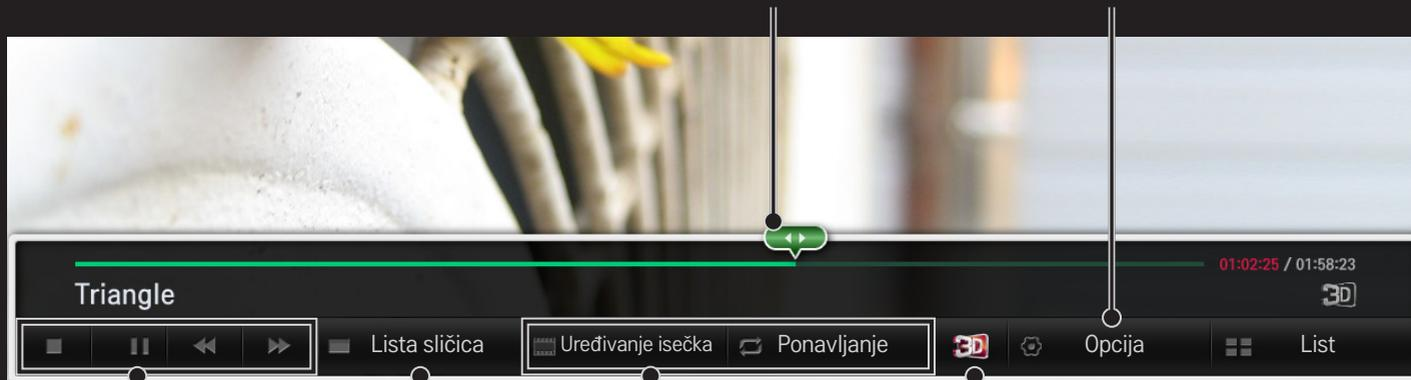 01:02:25 / 01:58:23
Triangle 3D
Lista sličica Uređivanje isečka Ponavljanje 3D Opcija List